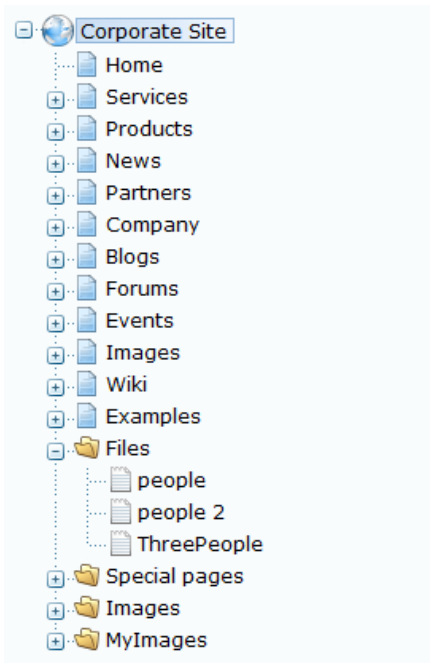 Corporate Site
Home
Services
Products
News
Partners
Company
Blogs
Forums
Events
Images
Wiki
Examples
Files
people
people 2
ThreePeople
Special pages
Images
MyImages